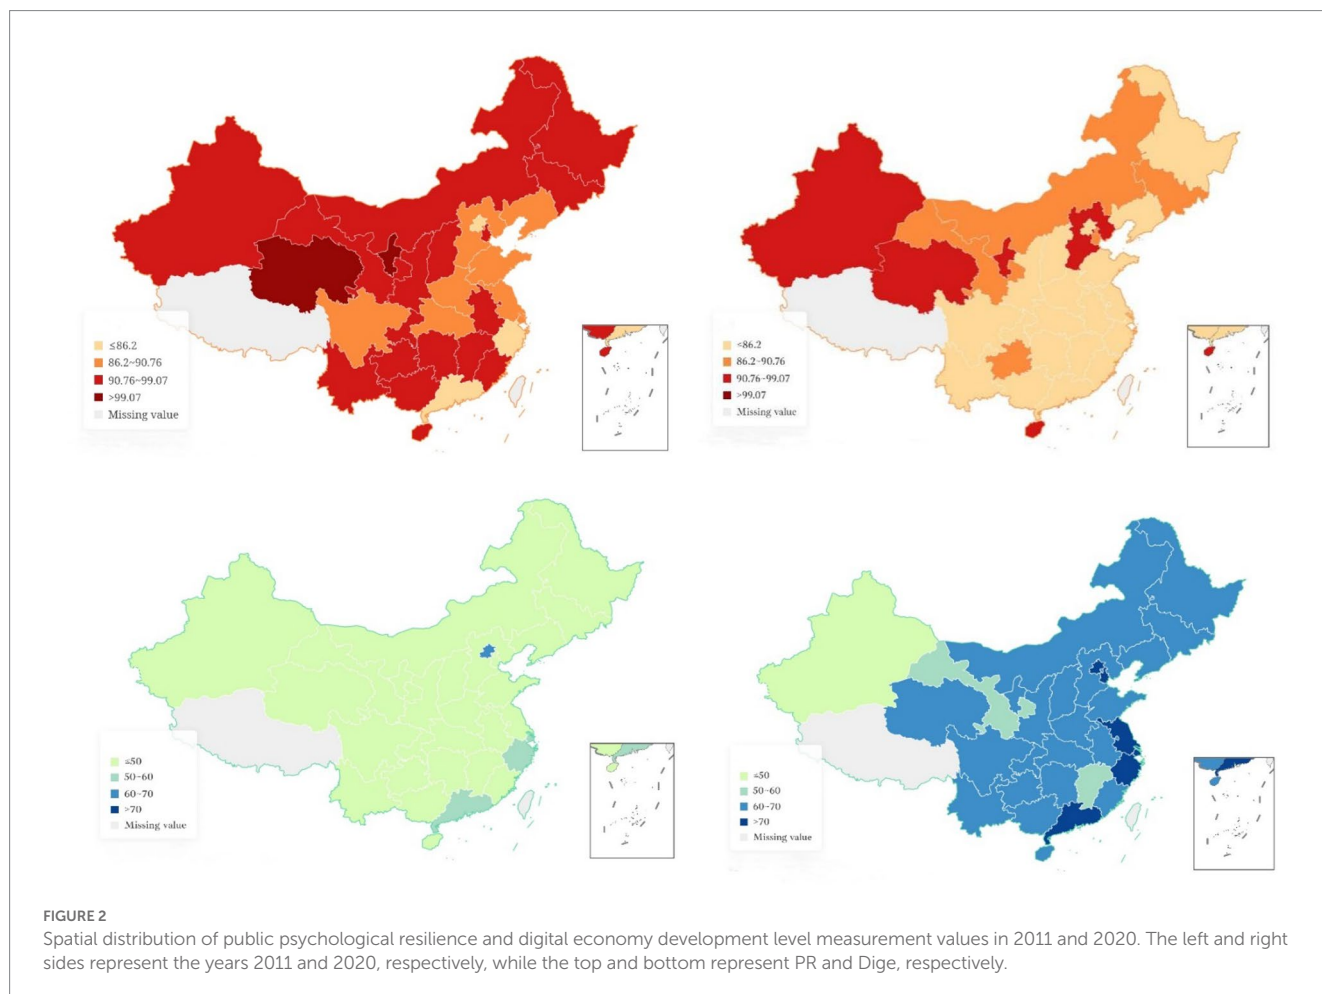 ≤86.2
86.2~90.76
90.76~99.07
>99.07
Missing value
<86.2
86.2~90.76
90.76~99.07
>99.07
Missing value
≤50
50~60
60~70
>70
Missing value
≤50
50~60
60~70
>70
Missing value
FIGURE 2
Spatial distribution of public psychological resilience and digital economy development level measurement values in 2011 and 2020. The left and right
sides represent the years 2011 and 2020, respectively, while the top and bottom represent PR and Dige, respectively.